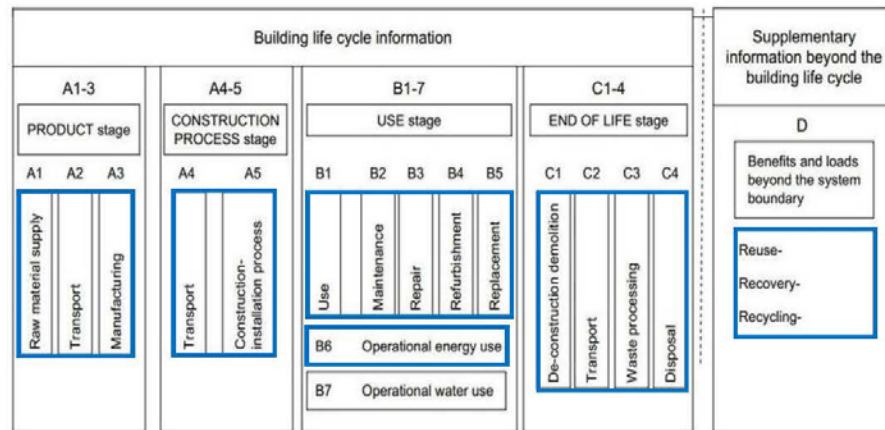 Building life cycle information
Supplementary
information beyond the
building life cycle
A1-3
A4-5
B1-7
C1-4
D
PRODUCT stage
CONSTRUCTION
PROCESS stage
USE stage
END OF LIFE stage
Benefits and loads
beyond the system
boundary
A1 A2 A3
A4 A5
B1 B2 B3 B4 B5
C1 C2 C3 C4
Raw material supply
Transport
Manufacturing
Transport
Construction-
installation process
Use
Maintenance
Repair
Refurbishment
Replacement
B6 Operational energy use
B7 Operational water use
De-construction demolition
Transport
Waste processing
Disposal
Reuse-
Recovery-
Recycling-